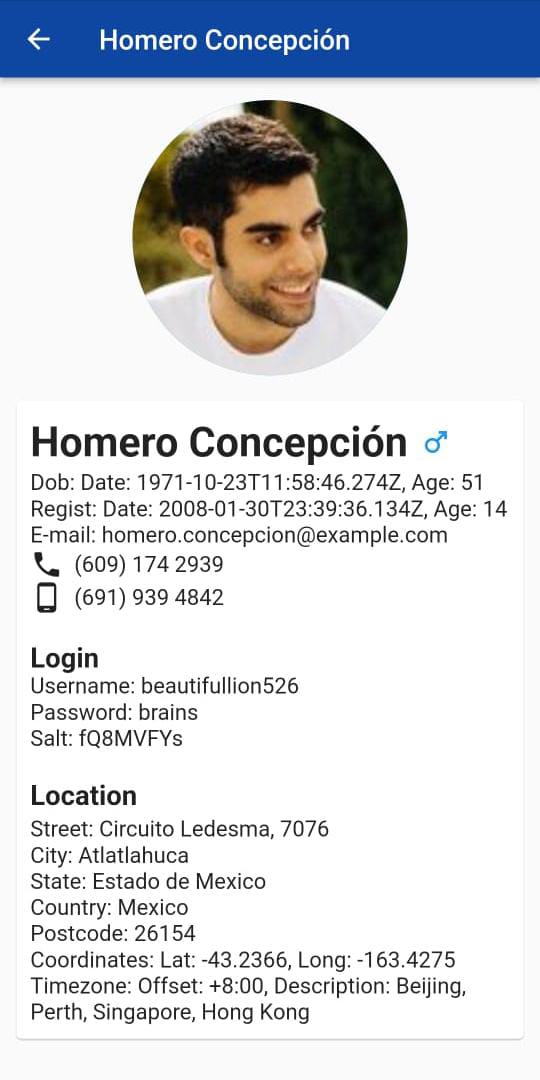 Homero Concepción
Homero Concepción
Dob: Date: 1971-10-23T11:58:46.274Z, Age: 51
Regist: Date: 2008-01-30T23:39:36.134Z, Age: 14
E-mail: homero.concepcion@example.com
(609) 174 2939
(691) 939 4842
Login
Username: beautifullion526
Password: brains
Salt: fQ8MVFYs
Location
Street: Circuito Ledesma, 7076
City: Atlatlahuca
State: Estado de Mexico
Country: Mexico
Postcode: 26154
Coordinates: Lat: -43.2366, Long: -163.4275
Timezone: Offset: +8:00, Description: Beijing,
Perth, Singapore, Hong Kong